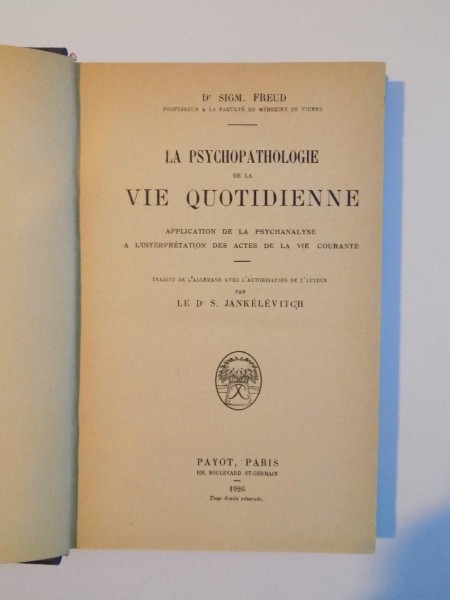 Dr SIGM. FREUD
PROFESSEUR A LA FACULTÉ DE MÉDECINE DE VIENNE
LA PSYCHOPATHOLOGIE
DE LA
VIE QUOTIDIENNE
APPLICATION DE LA PSYCHANALYSE
A L'INTERPRÉTATION DES ACTES DE LA VIE COURANTE
TRADUIT DE L'ALLEMAND AVEC L'AUTORISATION DE L'AUTEUR
PAR
LE Dr S. JANKÉLÉVITCH
PAYOT, PARIS
106, BOULEVARD ST-GERMAIN
1926
Tous droits réservés.